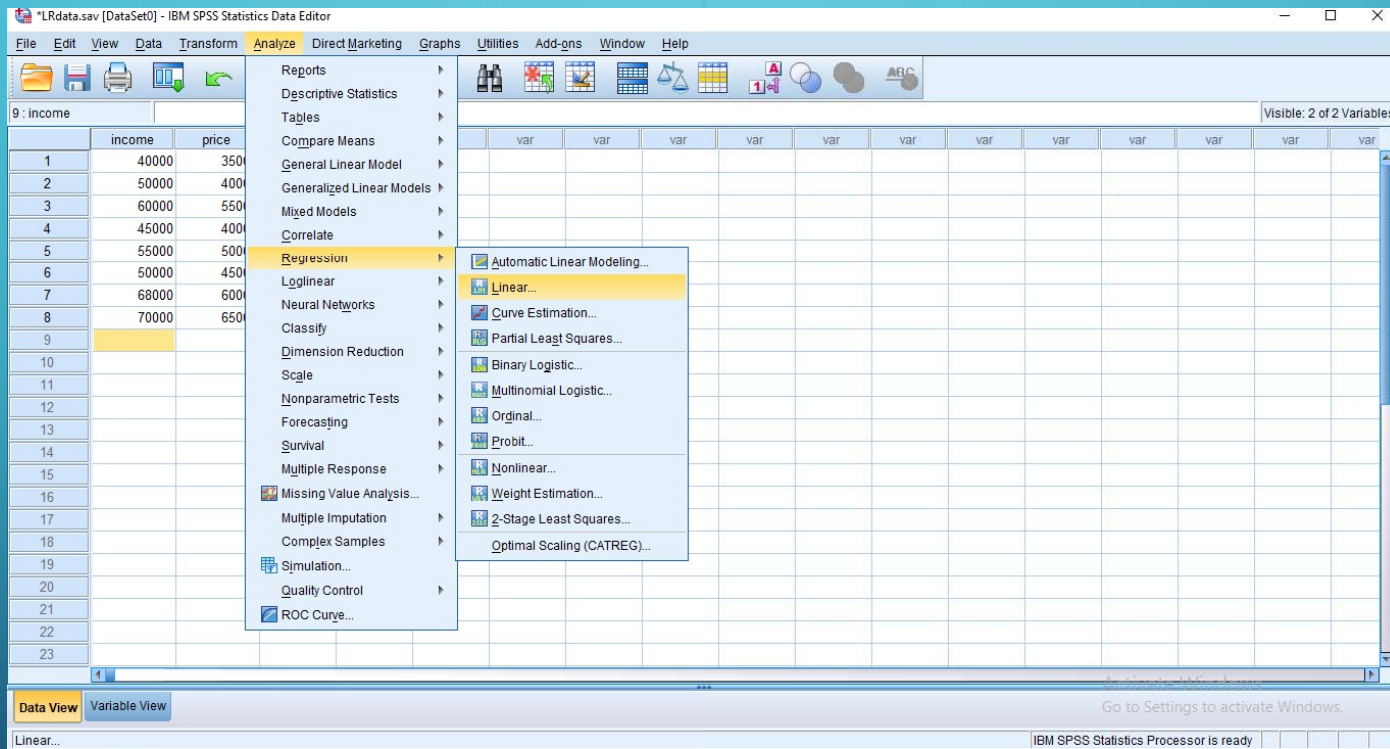 *LRdata.sav [DataSet0] - IBM SPSS Statistics Data Editor
File Edit View Data Transform Analyze Direct Marketing Graphs Utilities Add-ons Window Help
9 : income
Visible: 2 of 2 Variables
income price var var var var var var var var var var var var
1 40000 3500
2 50000 4000
3 60000 5500
4 45000 4000
5 55000 5000
6 50000 4500
7 68000 6000
8 70000 6500
9
10
11
12
13
14
15
16
17
18
19
20
21
22
23
Reports
Descriptive Statistics
Tables
Compare Means
General Linear Model
Generalized Linear Models
Mixed Models
Correlate
Regression
Loglinear
Neural Networks
Classify
Dimension Reduction
Scale
Nonparametric Tests
Forecasting
Survival
Multiple Response
Missing Value Analysis...
Multiple Imputation
Complex Samples
Simulation...
Quality Control
ROC Curve...
Automatic Linear Modeling...
Linear...
Curve Estimation...
Partial Least Squares...
Binary Logistic...
Multinomial Logistic...
Ordinal...
Probit...
Nonlinear...
Weight Estimation...
2-Stage Least Squares...
Optimal Scaling (CATREG)...
Data View Variable View
Go to Settings to activate Windows.
Linear...
IBM SPSS Statistics Processor is ready